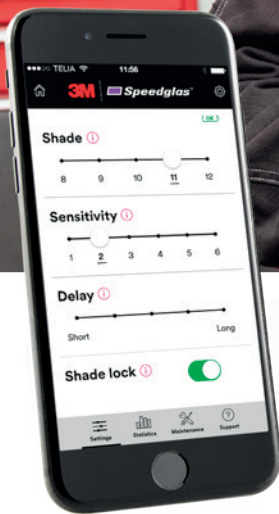 TELIA 11:56
3M Speedglas™
OK
Shade
8 9 10 11 12
Sensitivity
1 2 3 4 5 6
Delay
Short Long
Shade lock
Settings Statistics Maintenance Support